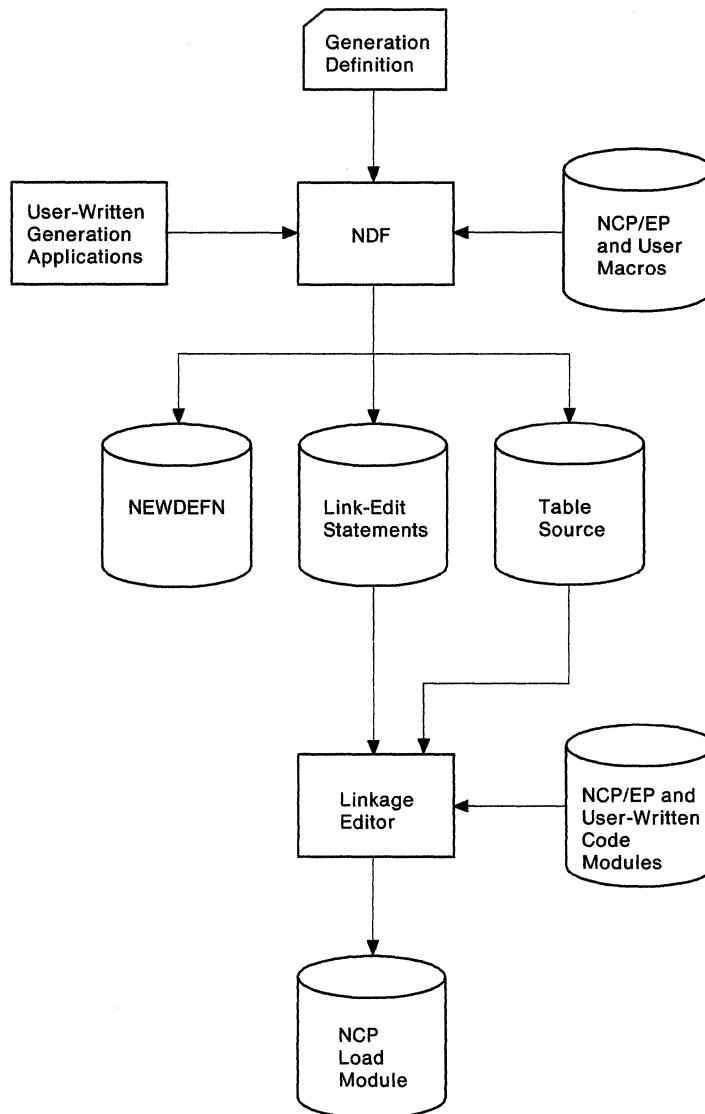 Generation
Definition
User-Written
Generation
Applications
NDF
NCP/EP
and User
Macros
NEWDEFN
Link-Edit
Statements
Table
Source
Linkage
Editor
NCP/EP and
User-Written
Code
Modules
NCP
Load
Module